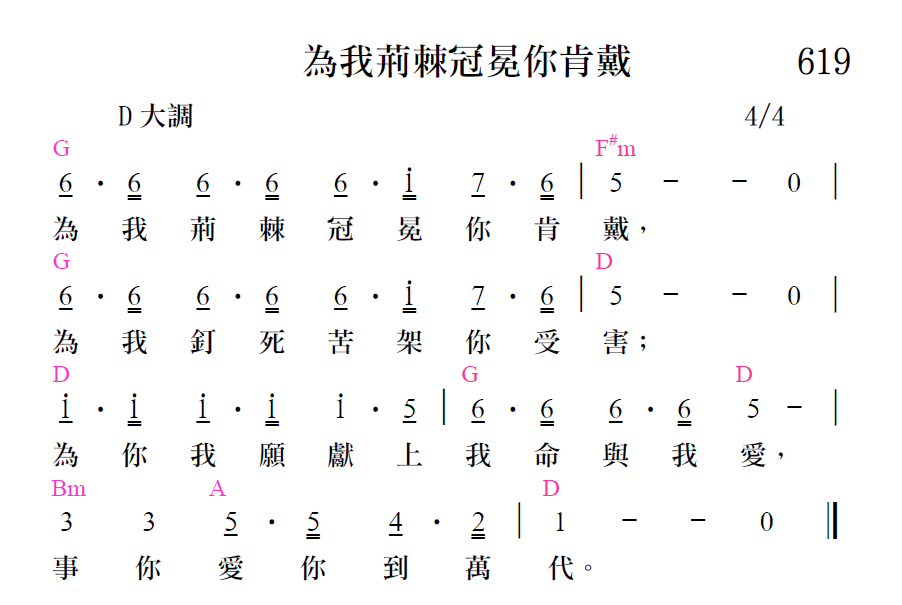 為我荊棘冠冕你肯戴 619
D 大調 4/4
G F#m
6 · 6 6 · 6 6 · i 7 · 6 | 5 － － 0 |
為 我 荊 棘 冠 冕 你 肯 戴，
G D
6 · 6 6 · 6 6 · i 7 · 6 | 5 － － 0 |
為 我 釘 死 苦 架 你 受 害；
D G D
i · i i · i i · 5 | 6 · 6 6 · 6 5 － |
為 你 我 願 獻 上 我 命 與 我 愛，
Bm A D
3 3 5 · 5 4 · 2 | 1 － － 0 ‖
事 你 愛 你 到 萬 代。